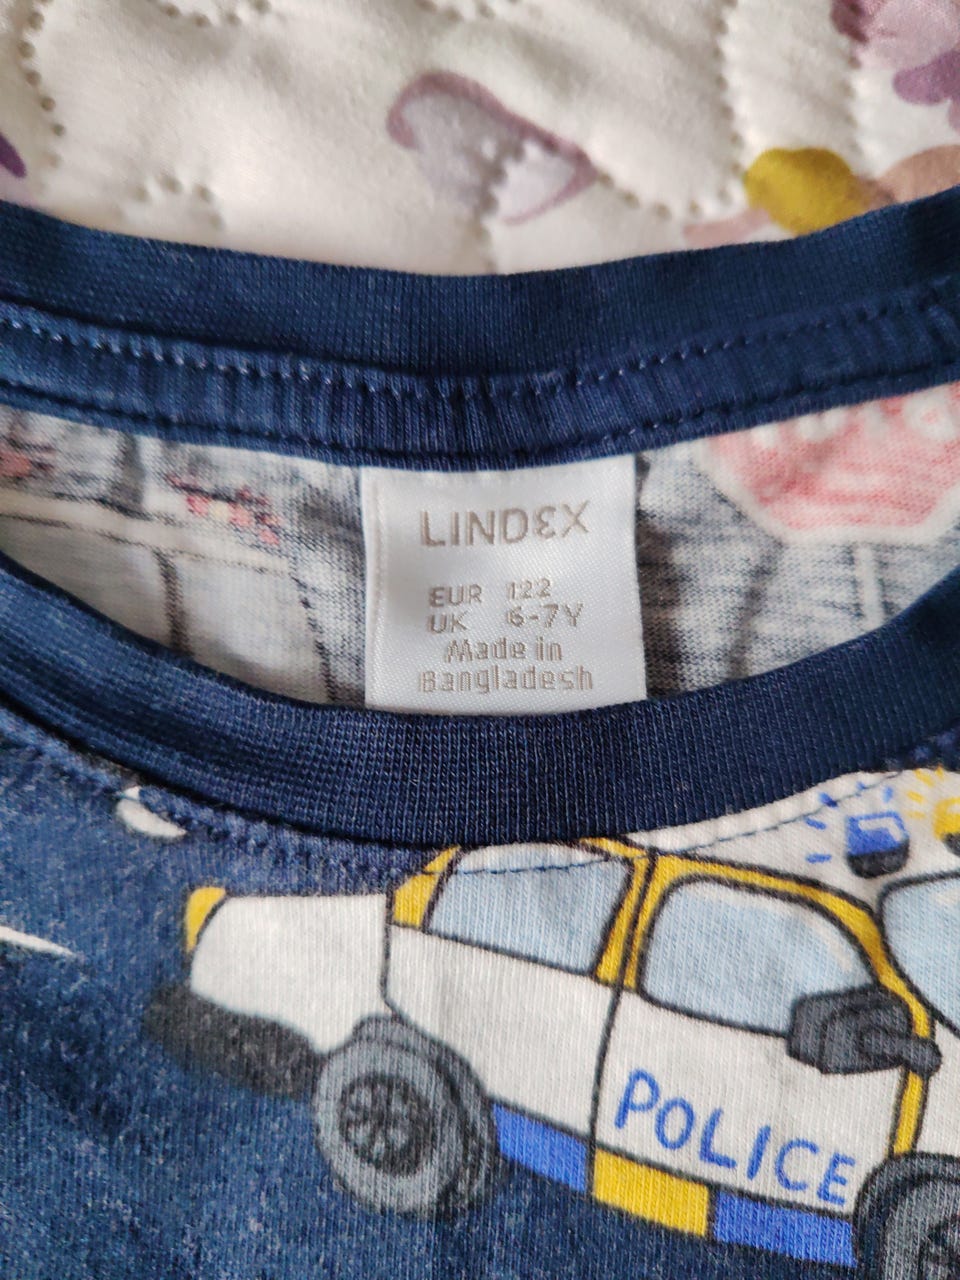 LINDEX
EUR 122
UK 6-7Y
Made in
Bangladesh
POLICE